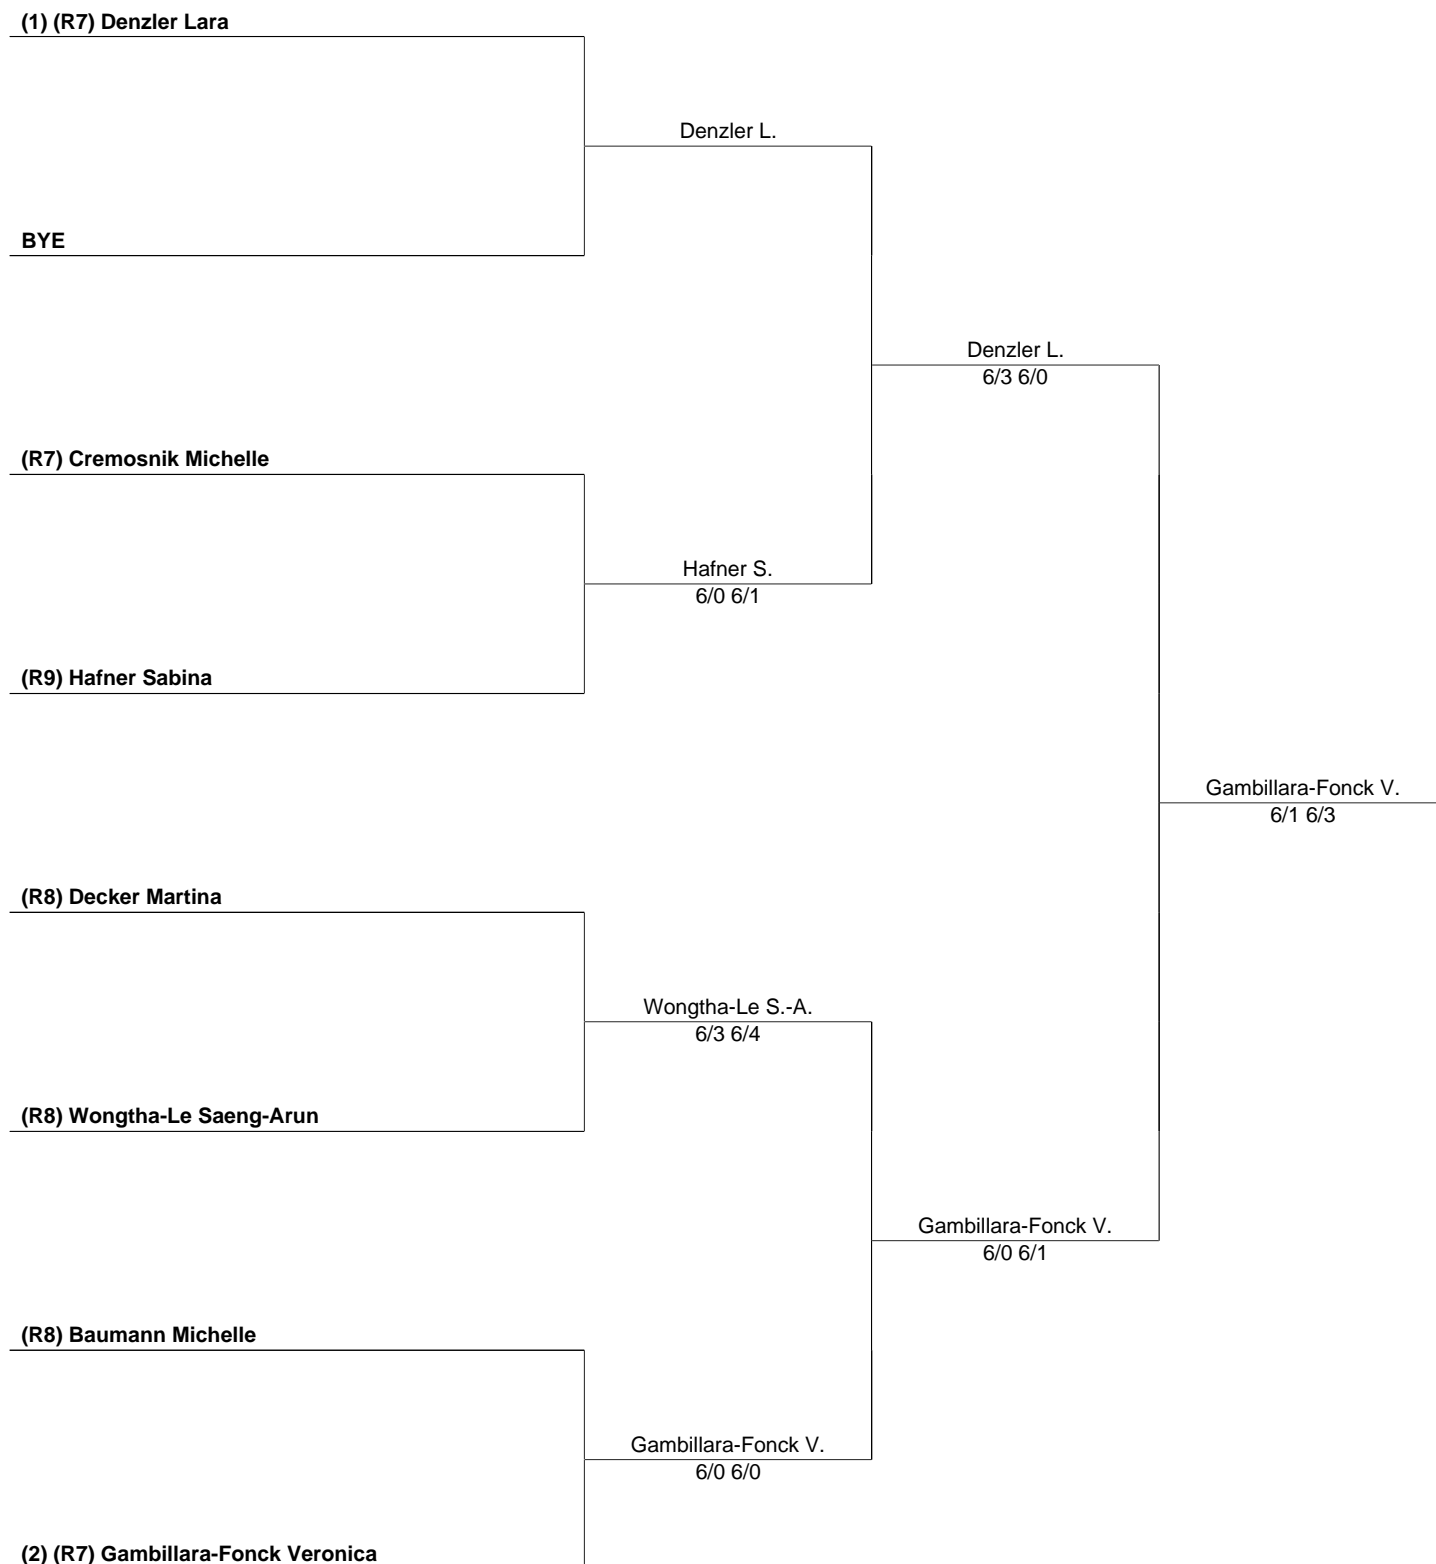 (1) (R7) Denzler Lara
Denzler L.
BYE
Denzler L.
6/3 6/0
(R7) Cremosnik Michelle
Hafner S.
6/0 6/1
(R9) Hafner Sabina
Gambillara-Fonck V.
6/1 6/3
(R8) Decker Martina
Wongtha-Le S.-A.
6/3 6/4
(R8) Wongtha-Le Saeng-Arun
Gambillara-Fonck V.
6/0 6/1
(R8) Baumann Michelle
Gambillara-Fonck V.
6/0 6/0
(2) (R7) Gambillara-Fonck Veronica